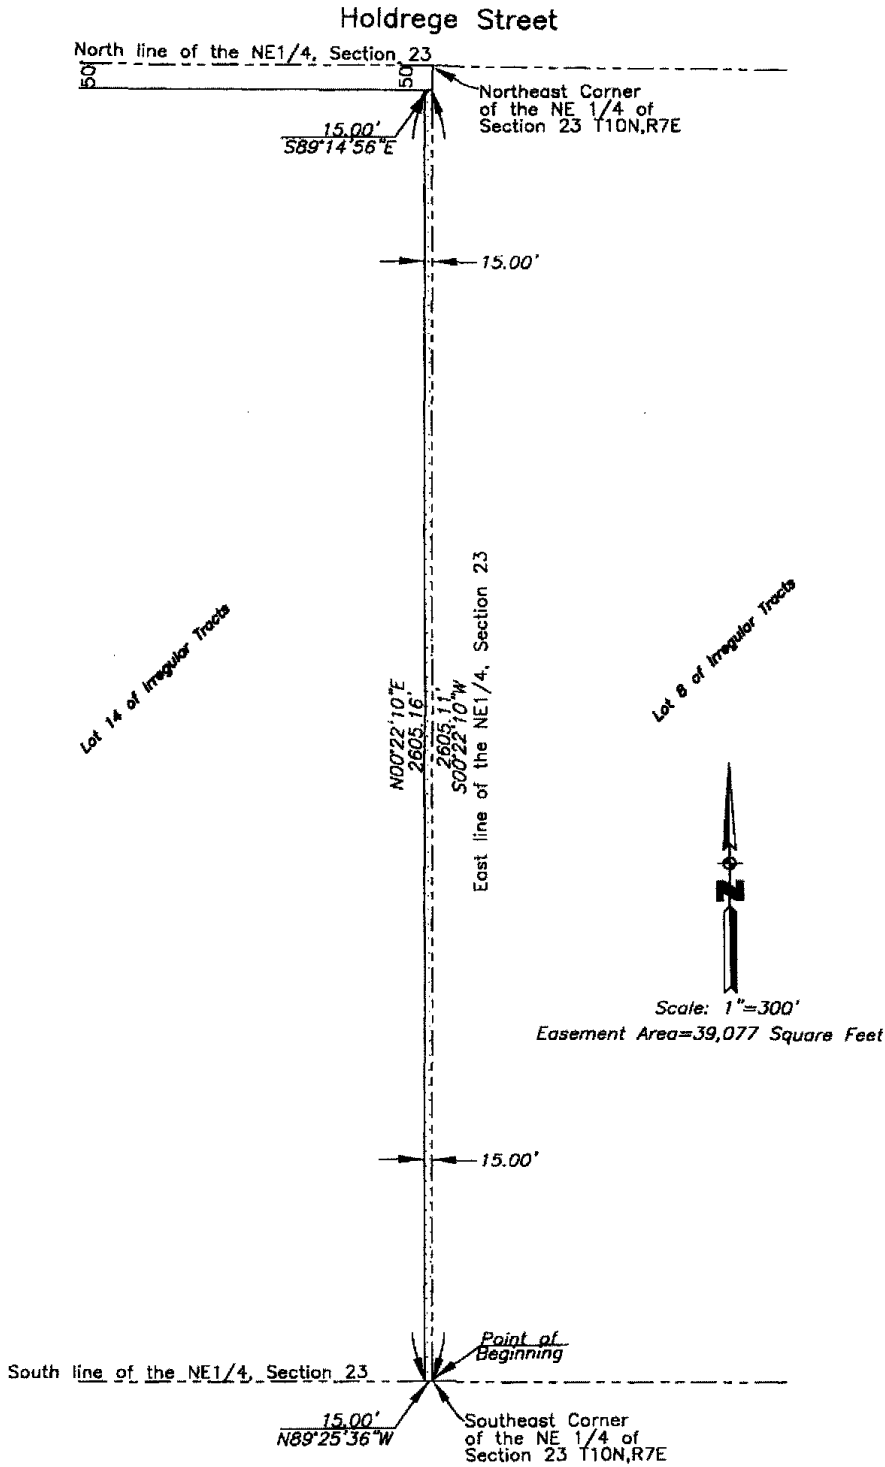 Holdrege Street
North line of the NE1/4, Section 23
50
50
Northeast Corner
of the NE 1/4 of
Section 23 T10N,R7E
15.00'
S89°14'56"E
15.00'
East line of the NE1/4, Section 23
N00°22'10"E
2605.16'
2605.11'
S00°22'10"W
Lot 14 of Irregular Tracts
Lot 8 of Irregular Tracts
N
Scale: 1"=300'
Easement Area=39,077 Square Feet
15.00'
Point of
Beginning
South line of the NE1/4, Section 23
15.00'
N89°25'36"W
Southeast Corner
of the NE 1/4 of
Section 23 T10N,R7E